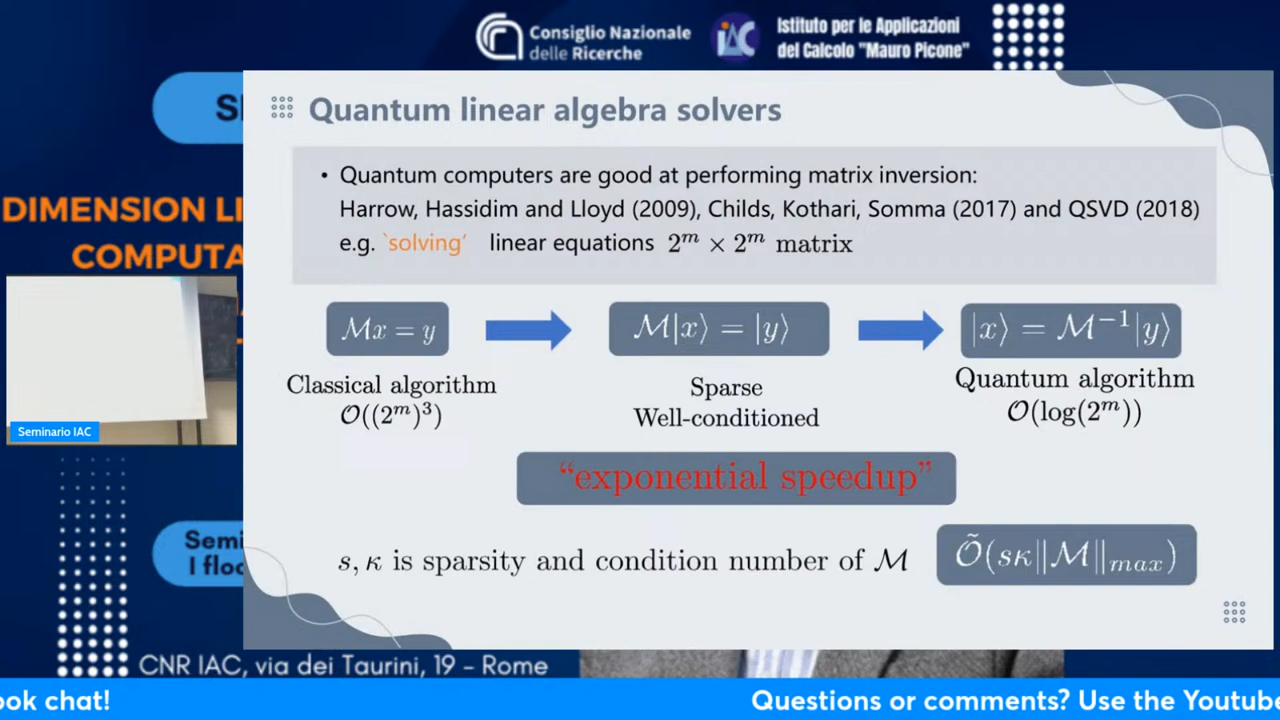 Consiglio Nazionale
delle Ricerche
IAC
Istituto per le Applicazioni
del Calcolo "Mauro Picone"
DIMENSION LI
COMPUTA
Seminario IAC
Semi
I floo
CNR IAC, via dei Taurini, 19 - Rome
Quantum linear algebra solvers
• Quantum computers are good at performing matrix inversion:
Harrow, Hassidim and Lloyd (2009), Childs, Kothari, Somma (2017) and QSVD (2018)
e.g. `solving' linear equations 2^m × 2^m matrix
ℳx = y
ℳ|x⟩ = |y⟩
|x⟩ = ℳ⁻¹|y⟩
Classical algorithm
𝒪((2^m)^3)
Sparse
Well-conditioned
Quantum algorithm
𝒪(log(2^m))
“exponential speedup”
s, κ is sparsity and condition number of ℳ
𝒪̃(sκ‖ℳ‖_max)
ook chat!
Questions or comments? Use the Youtube